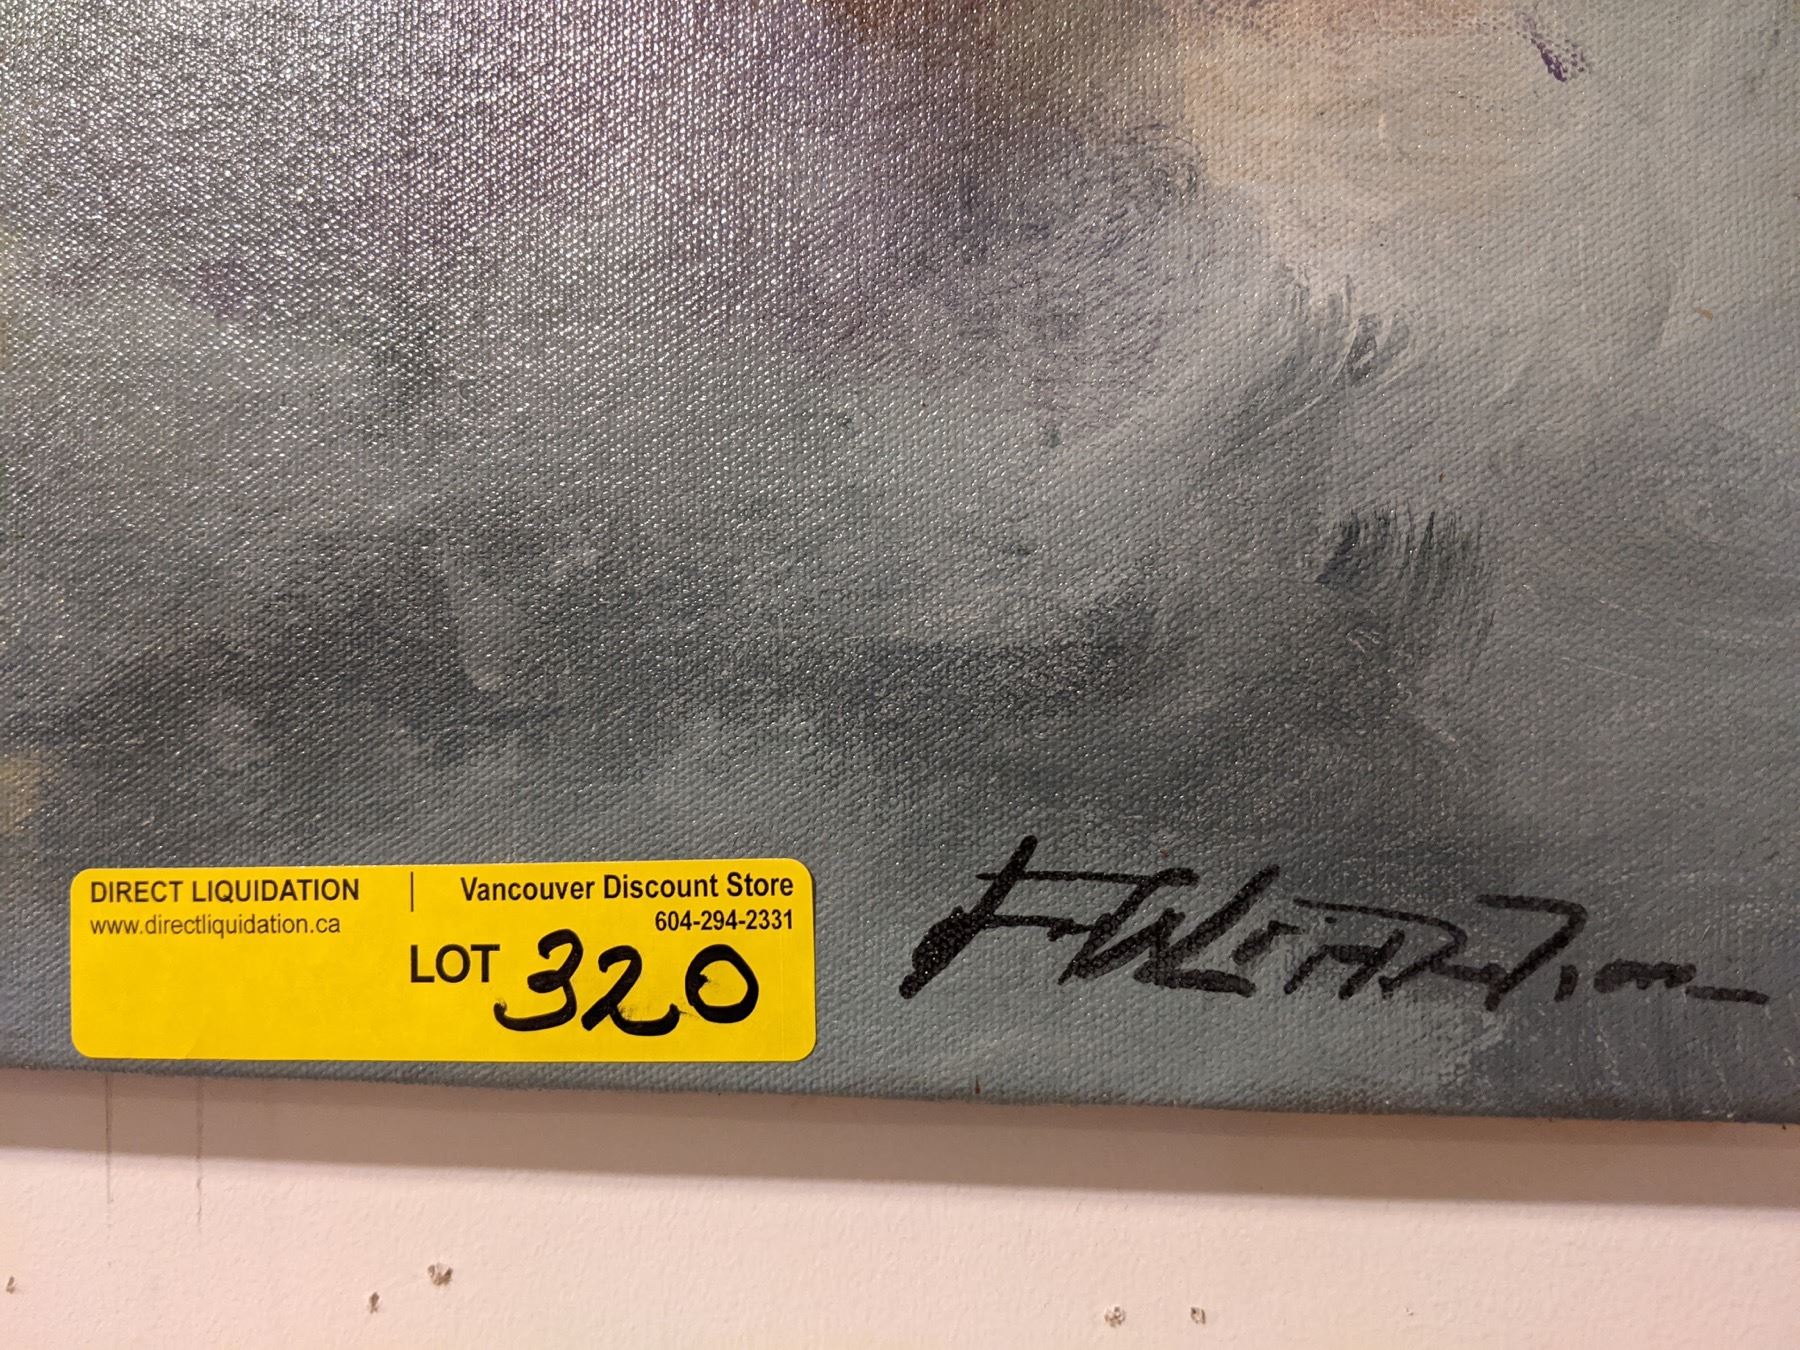 DIRECT LIQUIDATION | Vancouver Discount Store
www.directliquidation.ca 604-294-2331
LOT 320